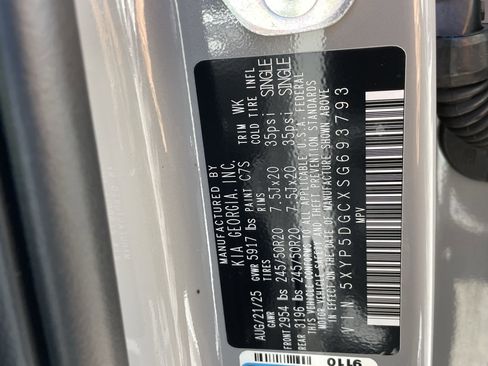 MANUFACTURED BY
KIA GEORGIA, INC.
AUG/21/25 GVWR 5917 lbs PAINT C7S TRIM WK
GAWR TIRES RIMS COLD TIRE INFL
FRONT 2954 lbs 245/50R20 7.5Jx20 35psi SINGLE
REAR 3196 lbs 245/50R20 7.5Jx20 35psi SINGLE
THIS VEHICLE CONFORMS TO ALL APPLICABLE U.S.A. FEDERAL
MOTOR VEHICLE SAFETY AND THEFT PREVENTION STANDARDS
IN EFFECT ON THE DATE OF MANUFACTURE SHOWN ABOVE
VIN 5XYP5DGCXSG693793
MPV
9110